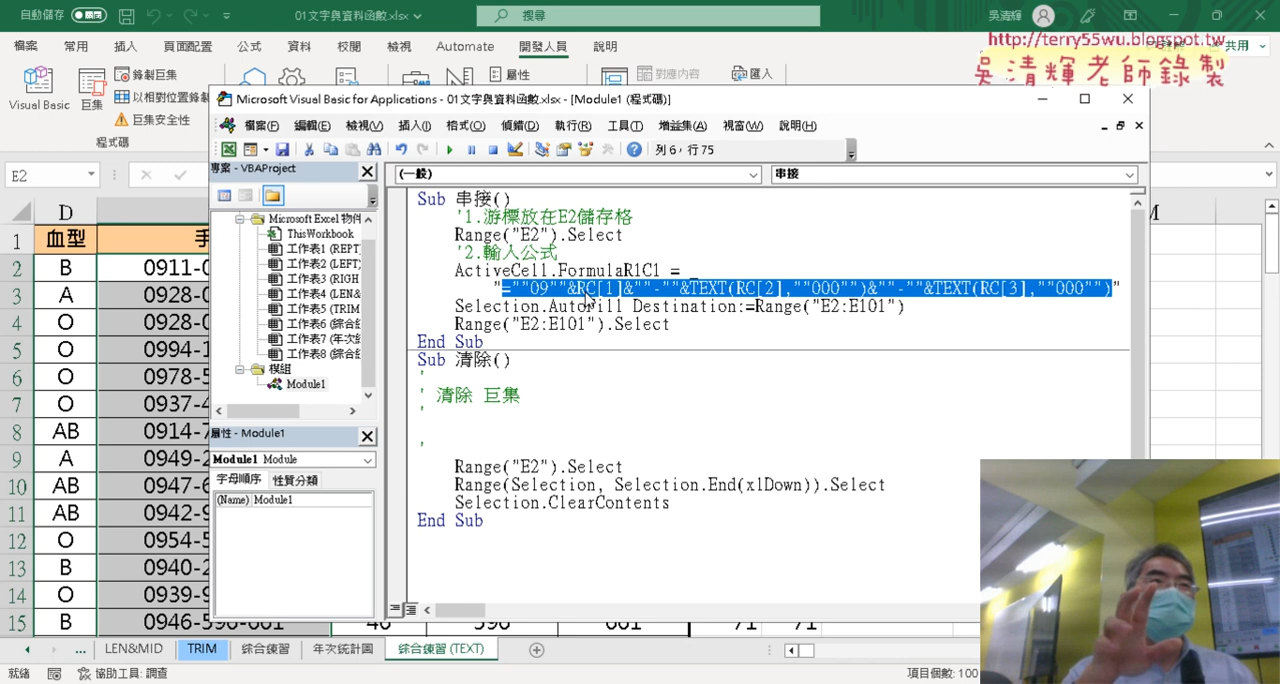 自動儲存
01文字與資料函數.xlsx
搜尋
吳清輝
檔案 常用 插入 頁面配置 公式 資料 校閱 檢視 Automate 開發人員 說明
http://terry55wu.blogspot.tw
共用
吳清輝老師錄製
Visual Basic
巨集
錄製巨集
以相對位置錄製
巨集安全性
程式碼
屬性
對應內容
匯入
Microsoft Visual Basic for Applications - 01文字與資料函數.xlsx - [Module1 (程式碼)]
檔案(F) 編輯(E) 檢視(V) 插入(I) 格式(O) 偵錯(D) 執行(R) 工具(T) 增益集(A) 視窗(W) 說明(H)
列 6，行 75
E2
專案 - VBAProject
(一般)
串接
Microsoft Excel 物件
ThisWorkbook
工作表1 (REPT
工作表2 (LEFT)
工作表3 (RIGH
工作表4 (LEN&
工作表5 (TRIM
工作表6 (綜合
工作表7 (年次
工作表8 (綜合
模組
Module1
屬性 - Module1
Module1 Module
字母順序 性質分類
(Name) Module1
Sub 串接()
'1.游標放在E2儲存格
Range("E2").Select
'2.輸入公式
ActiveCell.FormulaR1C1 = _
"=""09""&RC[1]&""-""&TEXT(RC[2],""000"")&""-""&TEXT(RC[3],""000"")"
Selection.AutoFill Destination:=Range("E2:E101")
Range("E2:E101").Select
End Sub
Sub 清除()
'
' 清除 巨集
'
'
Range("E2").Select
Range(Selection, Selection.End(xlDown)).Select
Selection.ClearContents
End Sub
D
M
1 血型 手
2 B 0911-0
3 A 0928-0
4 O 0928-0
5 O 0994-1
6 O 0978-5
7 O 0937-4
8 AB 0914-7
9 A 0949-2
10 AB 0947-6
11 AB 0942-9
12 O 0954-5
13 B 0940-2
14 O 0939-9
15 B 0946-596-661 46 596 661 71 71
... LEN&MID TRIM 綜合練習 年次統計圖 綜合練習 (TEXT)
就緒
協助工具: 調查
項目個數: 100